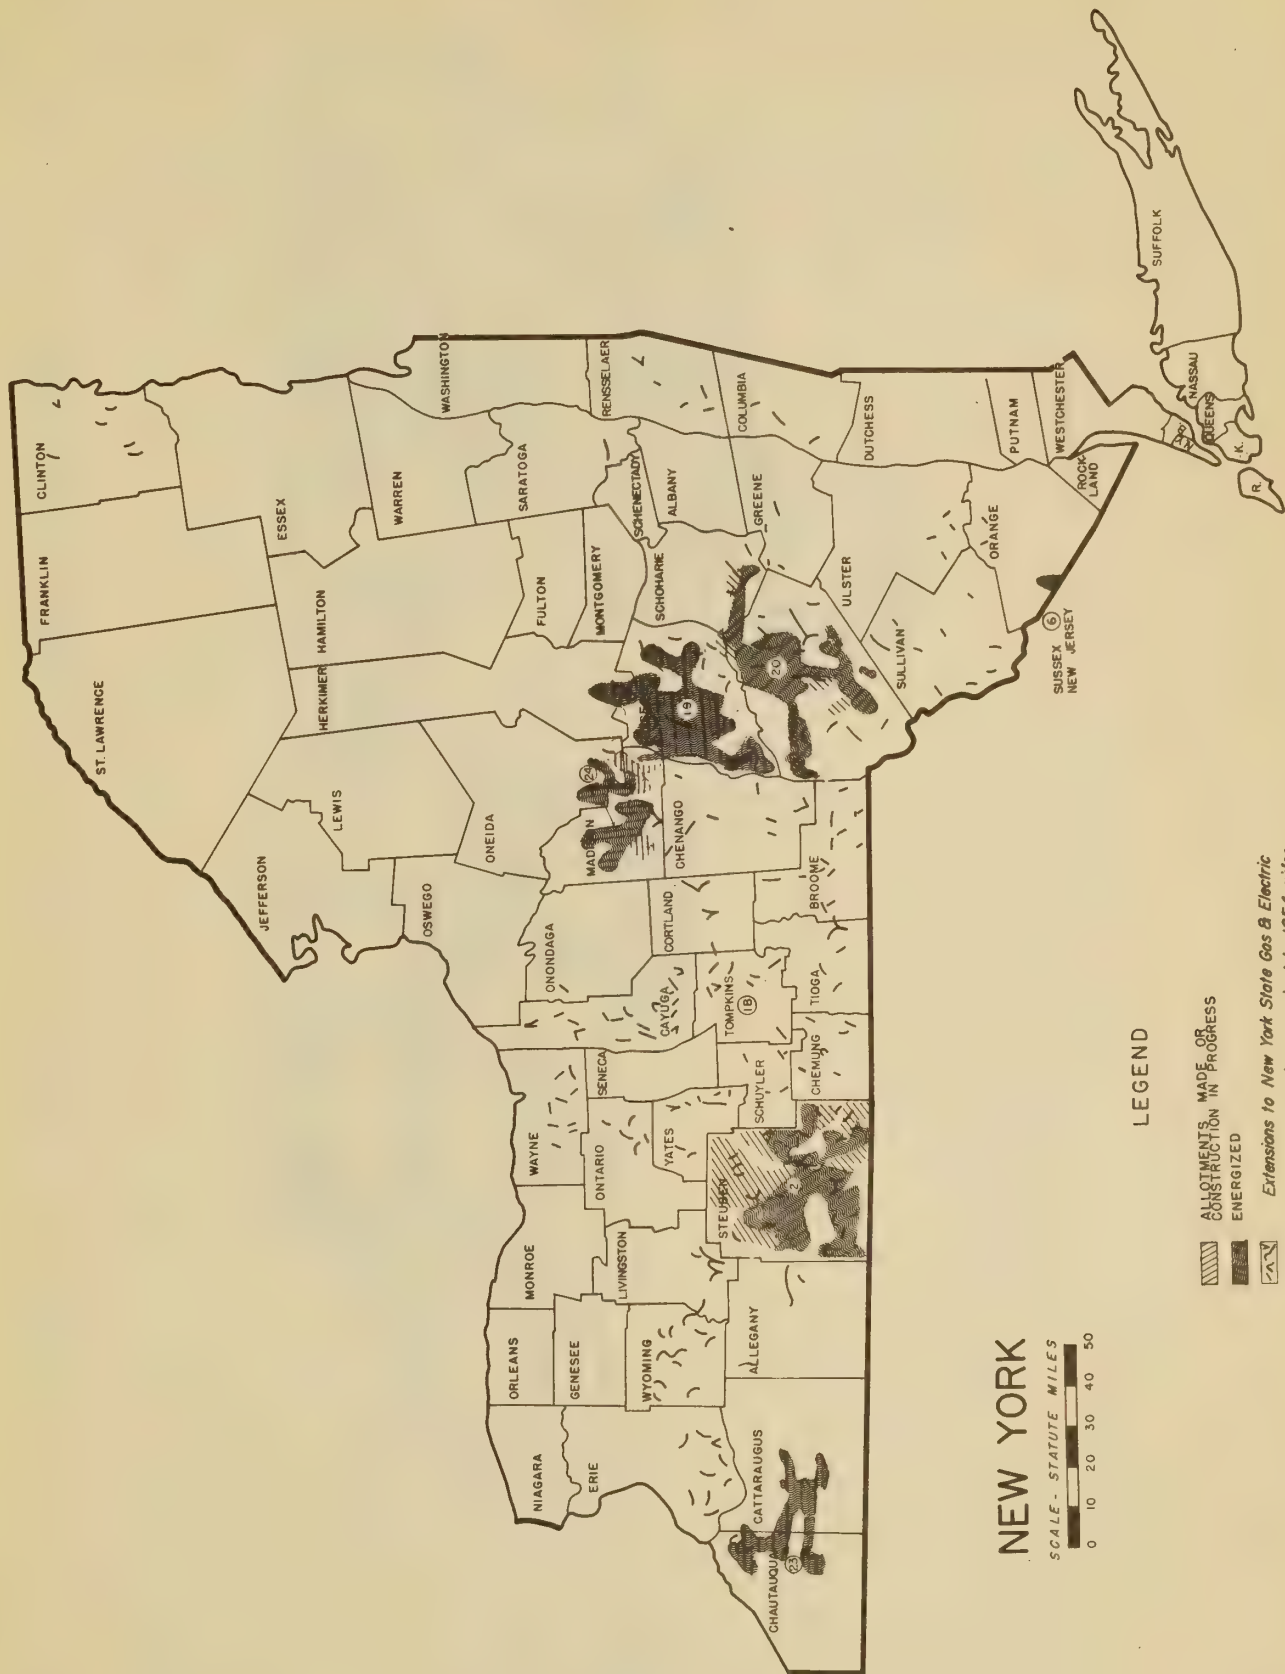 CLINTON
FRANKLIN
ST. LAWRENCE
ESSEX
JEFFERSON
LEWIS
HERKIMER
HAMILTON
WARREN
WASHINGTON
OSWEGO
ONEIDA
FULTON
SARATOGA
MONTGOMERY
SCHENECTADY
RENSSELAER
NIAGARA
ORLEANS
MONROE
WAYNE
ONONDAGA
24
ERIE
GENESEE
ONTARIO
SENECA
CAYUGA
ALBANY
SCHOHARIE
WYOMING
LIVINGSTON
YATES
CORTLAND
CHENANGO
19
COLUMBIA
GREENE
CHAUTAUQUA
23
CATTARAUGUS
ALLEGANY
STEUBEN
2
SCHUYLER
TOMPKINS
18
CHEMUNG
TIOGA
BROOME
20
ULSTER
DUTCHESS
SULLIVAN
ORANGE
PUTNAM
WESTCHESTER
ROCK-
LAND
SUSSEX 6
NEW JERSEY
N.Y.
QUEENS
K.
R.
NASSAU
SUFFOLK
NEW YORK
SCALE - STATUTE MILES
0 10 20 30 40 50
LEGEND
ALLOTMENTS MADE OR
CONSTRUCTION IN PROGRESS
ENERGIZED
Extensions to New York State Gas & Electric